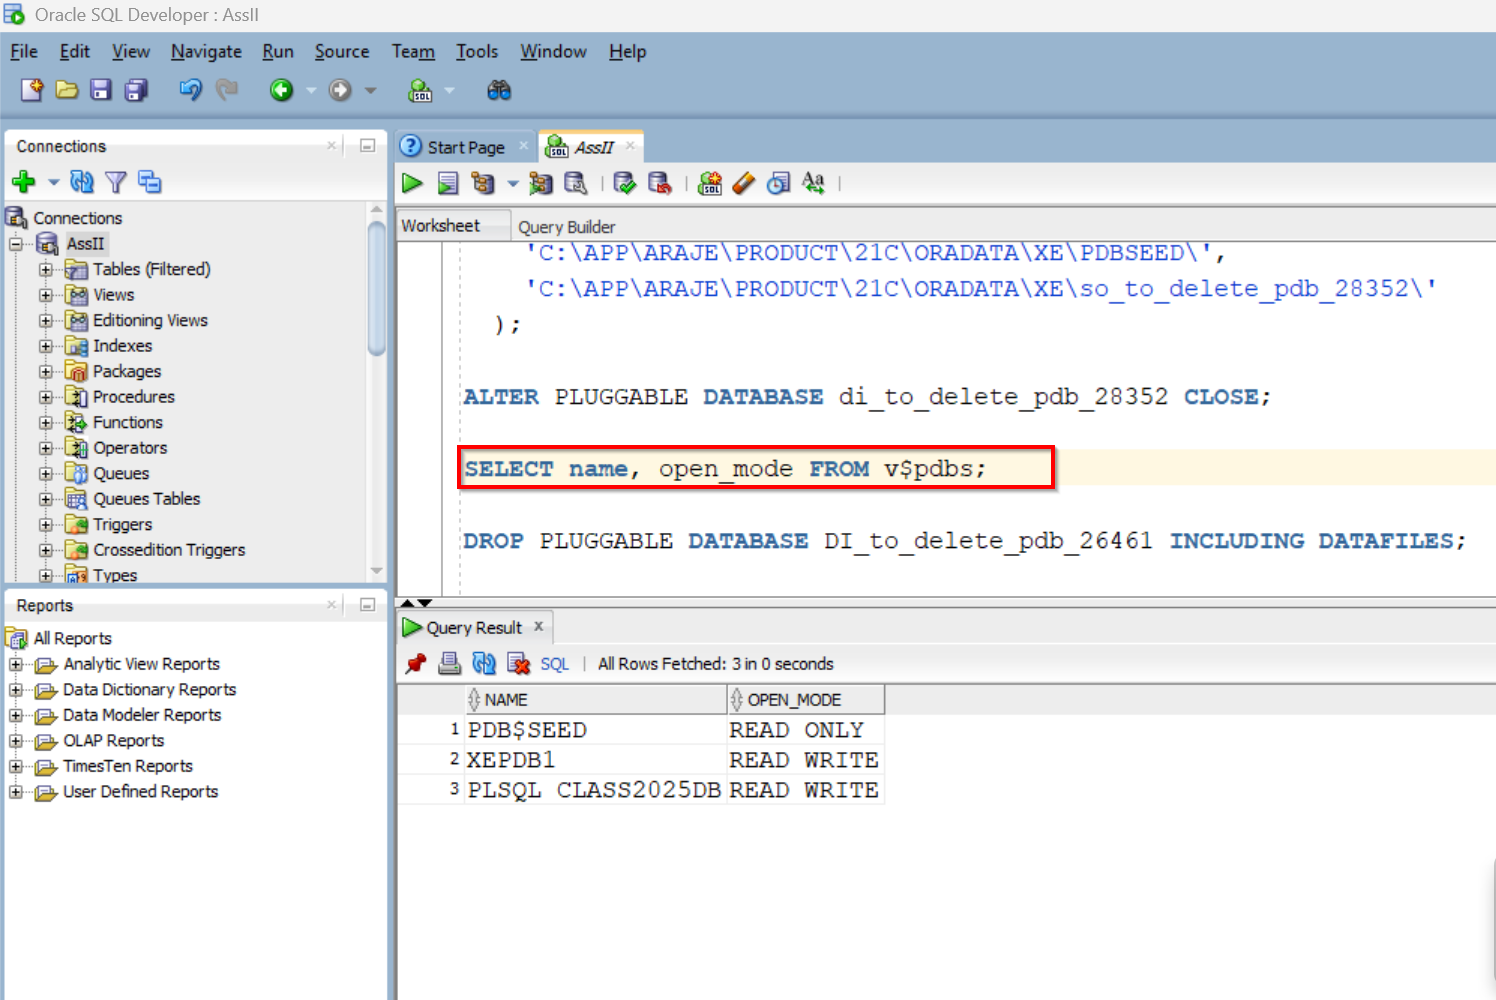 Oracle SQL Developer : AssII
File Edit View Navigate Run Source Team Tools Window Help
Connections
Start Page
AssII
Connections
AssII
Tables (Filtered)
Views
Editioning Views
Indexes
Packages
Procedures
Functions
Operators
Queues
Queues Tables
Triggers
Crossedition Triggers
Types
Worksheet Query Builder
'C:\APP\ARAJE\PRODUCT\21C\ORADATA\XE\PDBSEED\',
'C:\APP\ARAJE\PRODUCT\21C\ORADATA\XE\so_to_delete_pdb_28352\'
);
ALTER PLUGGABLE DATABASE di_to_delete_pdb_28352 CLOSE;
SELECT name, open_mode FROM v$pdbs;
DROP PLUGGABLE DATABASE DI_to_delete_pdb_26461 INCLUDING DATAFILES;
Reports
All Reports
Analytic View Reports
Data Dictionary Reports
Data Modeler Reports
OLAP Reports
TimesTen Reports
User Defined Reports
Query Result
SQL All Rows Fetched: 3 in 0 seconds
NAME OPEN_MODE
1 PDB$SEED READ ONLY
2 XEPDB1 READ WRITE
3 PLSQL_CLASS2025DB READ WRITE